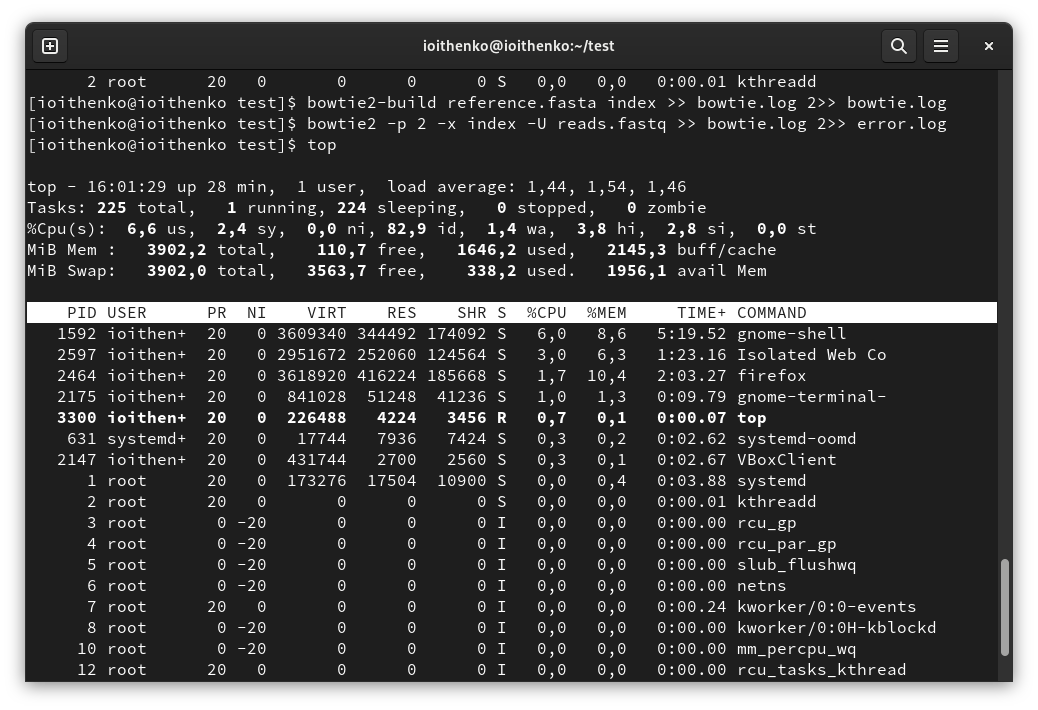 ioithenko@ioithenko:~/test
2 root 20 0 0 0 0 S 0,0 0,0 0:00.01 kthreadd
[ioithenko@ioithenko test]$ bowtie2-build reference.fasta index >> bowtie.log 2>> bowtie.log
[ioithenko@ioithenko test]$ bowtie2 -p 2 -x index -U reads.fastq >> bowtie.log 2>> error.log
[ioithenko@ioithenko test]$ top
top - 16:01:29 up 28 min, 1 user, load average: 1,44, 1,54, 1,46
Tasks: 225 total, 1 running, 224 sleeping, 0 stopped, 0 zombie
%Cpu(s): 6,6 us, 2,4 sy, 0,0 ni, 82,9 id, 1,4 wa, 3,8 hi, 2,8 si, 0,0 st
MiB Mem : 3902,2 total, 110,7 free, 1646,2 used, 2145,3 buff/cache
MiB Swap: 3902,0 total, 3563,7 free, 338,2 used. 1956,1 avail Mem
PID USER PR NI VIRT RES SHR S %CPU %MEM TIME+ COMMAND
1592 ioithen+ 20 0 3609340 344492 174092 S 6,0 8,6 5:19.52 gnome-shell
2597 ioithen+ 20 0 2951672 252060 124564 S 3,0 6,3 1:23.16 Isolated Web Co
2464 ioithen+ 20 0 3618920 416224 185668 S 1,7 10,4 2:03.27 firefox
2175 ioithen+ 20 0 841028 51248 41236 S 1,0 1,3 0:09.79 gnome-terminal-
3300 ioithen+ 20 0 226488 4224 3456 R 0,7 0,1 0:00.07 top
631 systemd+ 20 0 17744 7936 7424 S 0,3 0,2 0:02.62 systemd-oomd
2147 ioithen+ 20 0 431744 2700 2560 S 0,3 0,1 0:02.67 VBoxClient
1 root 20 0 173276 17504 10900 S 0,0 0,4 0:03.88 systemd
2 root 20 0 0 0 0 S 0,0 0,0 0:00.01 kthreadd
3 root 0 -20 0 0 0 I 0,0 0,0 0:00.00 rcu_gp
4 root 0 -20 0 0 0 I 0,0 0,0 0:00.00 rcu_par_gp
5 root 0 -20 0 0 0 I 0,0 0,0 0:00.00 slub_flushwq
6 root 0 -20 0 0 0 I 0,0 0,0 0:00.00 netns
7 root 20 0 0 0 0 I 0,0 0,0 0:00.24 kworker/0:0-events
8 root 0 -20 0 0 0 I 0,0 0,0 0:00.00 kworker/0:0H-kblockd
10 root 0 -20 0 0 0 I 0,0 0,0 0:00.00 mm_percpu_wq
12 root 20 0 0 0 0 I 0,0 0,0 0:00.00 rcu_tasks_kthread